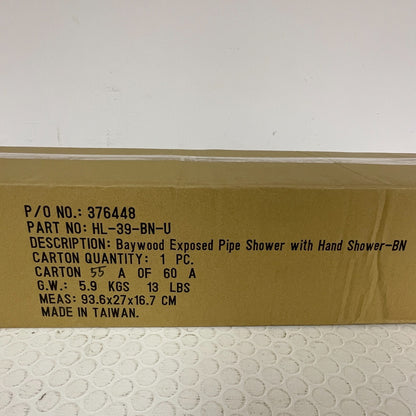 P/O NO.: 376448
PART NO: HL-39-BN-U
DESCRIPTION: Baywood Exposed Pipe Shower with Hand Shower-BN
CARTON QUANTITY: 1 PC.
CARTON 55 A OF 60 A
G.W.: 5.9 KGS 13 LBS
MEAS: 93.6x27x16.7 CM
MADE IN TAIWAN.